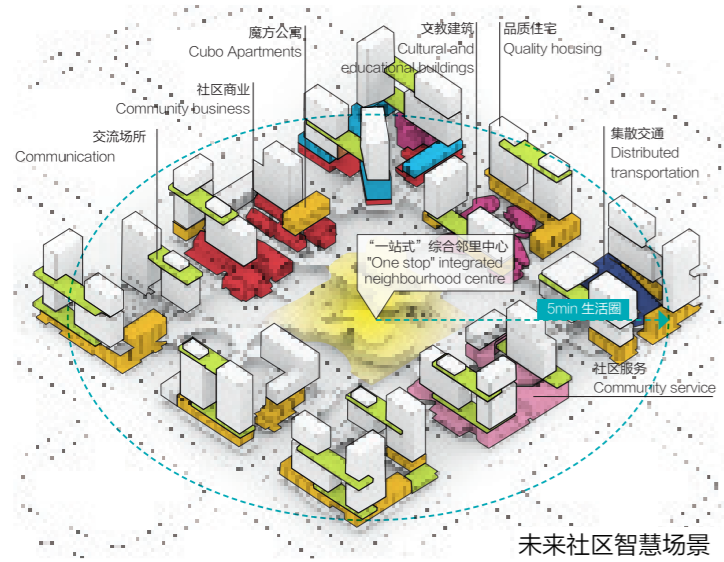 魔方公寓
Cubo Apartments
文教建筑
Cultural and
educational buildings
品质住宅
Quality housing
社区商业
Community business
交流场所
Communication
集散交通
Distributed
transportation
“一站式”综合邻里中心
"One stop" integrated
neighbourhood centre
5min 生活圈
社区服务
Community service
未来社区智慧场景